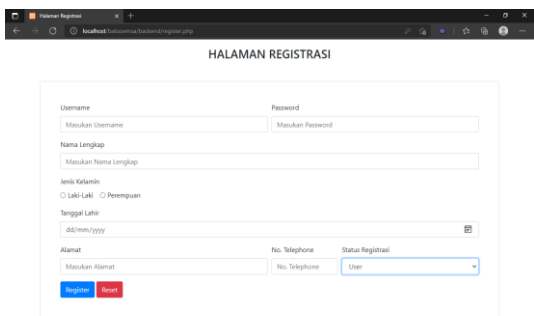 Halaman Registrasi
localhost/bakasemsa/backend/register.php
HALAMAN REGISTRASI
Username Password
Masukan Username Masukan Password
Nama Lengkap
Masukan Nama Lengkap
Jenis Kelamin
Laki-Laki Perempuan
Tanggal Lahir
dd/mm/yyyy
Alamat No. Telephone Status Registrasi
Masukan Alamat No. Telephone User
Register Reset